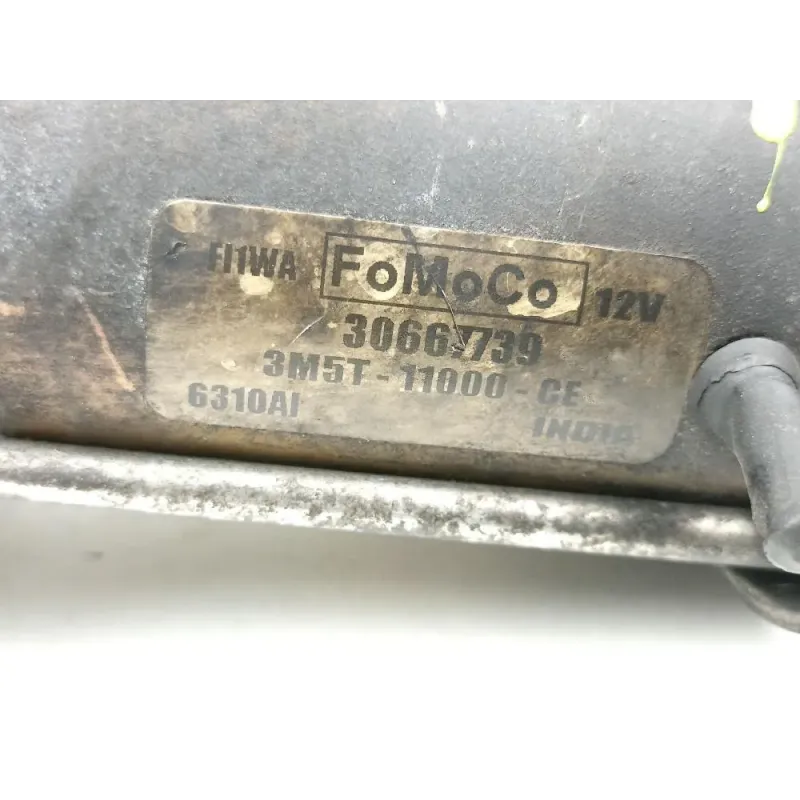 FI1WA FoMoCo 12V
30667739
3M5T-11000-CE
6310AI INDIA